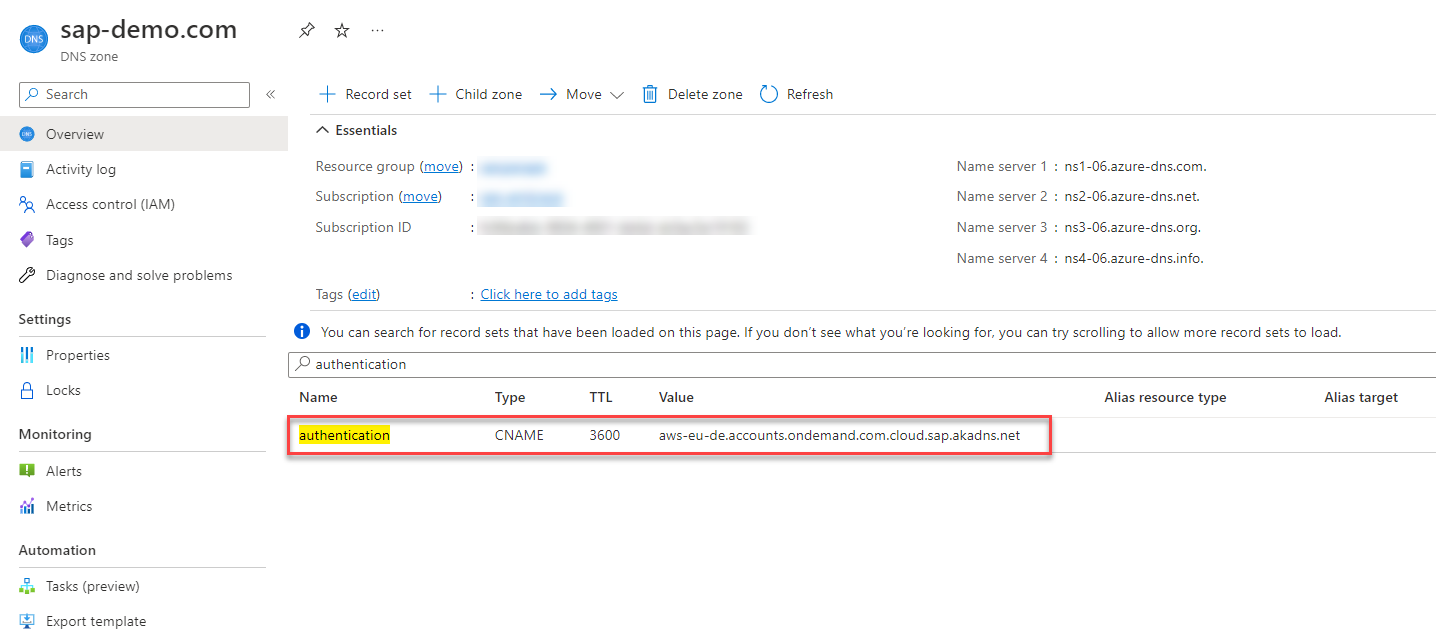 DNS
sap-demo.com
DNS zone
Search
Overview
Activity log
Access control (IAM)
Tags
Diagnose and solve problems
Settings
Properties
Locks
Monitoring
Alerts
Metrics
Automation
Tasks (preview)
Export template
Record set
Child zone
Move
Delete zone
Refresh
Essentials
Resource group (move) :
Subscription (move) :
Subscription ID :
Tags (edit) : Click here to add tags
Name server 1 : ns1-06.azure-dns.com.
Name server 2 : ns2-06.azure-dns.net.
Name server 3 : ns3-06.azure-dns.org.
Name server 4 : ns4-06.azure-dns.info.
You can search for record sets that have been loaded on this page. If you don't see what you're looking for, you can try scrolling to allow more record sets to load.
authentication
Name Type TTL Value Alias resource type Alias target
authentication CNAME 3600 aws-eu-de.accounts.ondemand.com.cloud.sap.akadns.net